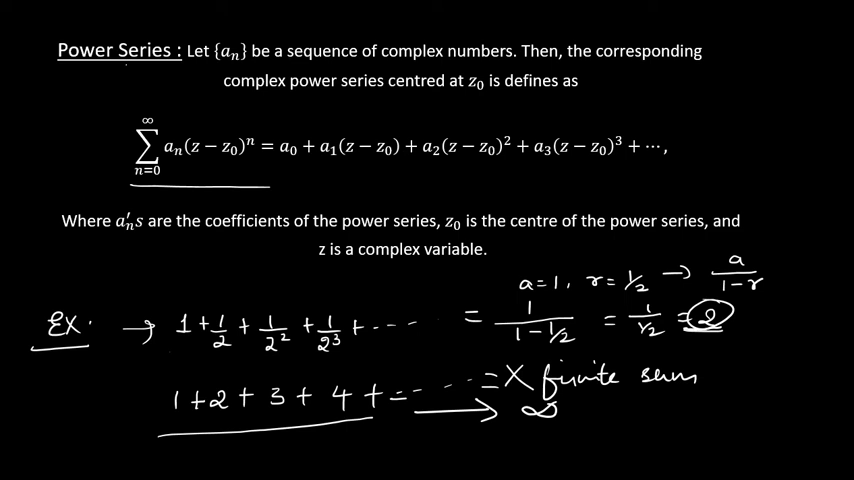 Power Series : Let {aₙ} be a sequence of complex numbers. Then, the corresponding
complex power series centred at z₀ is defines as
∑_{n=0}^{∞} aₙ(z − z₀)ⁿ = a₀ + a₁(z − z₀) + a₂(z − z₀)² + a₃(z − z₀)³ + ⋯,
Where a′ₙs are the coefficients of the power series, z₀ is the centre of the power series, and
z is a complex variable.
a=1, r=1/2 → a/(1-r)
EX. → 1+1/2+1/2²+1/2³+---- = 1/(1-1/2) = 1/(1/2) = 2
1+2+3+4+=----=X finite sum
→ ∞